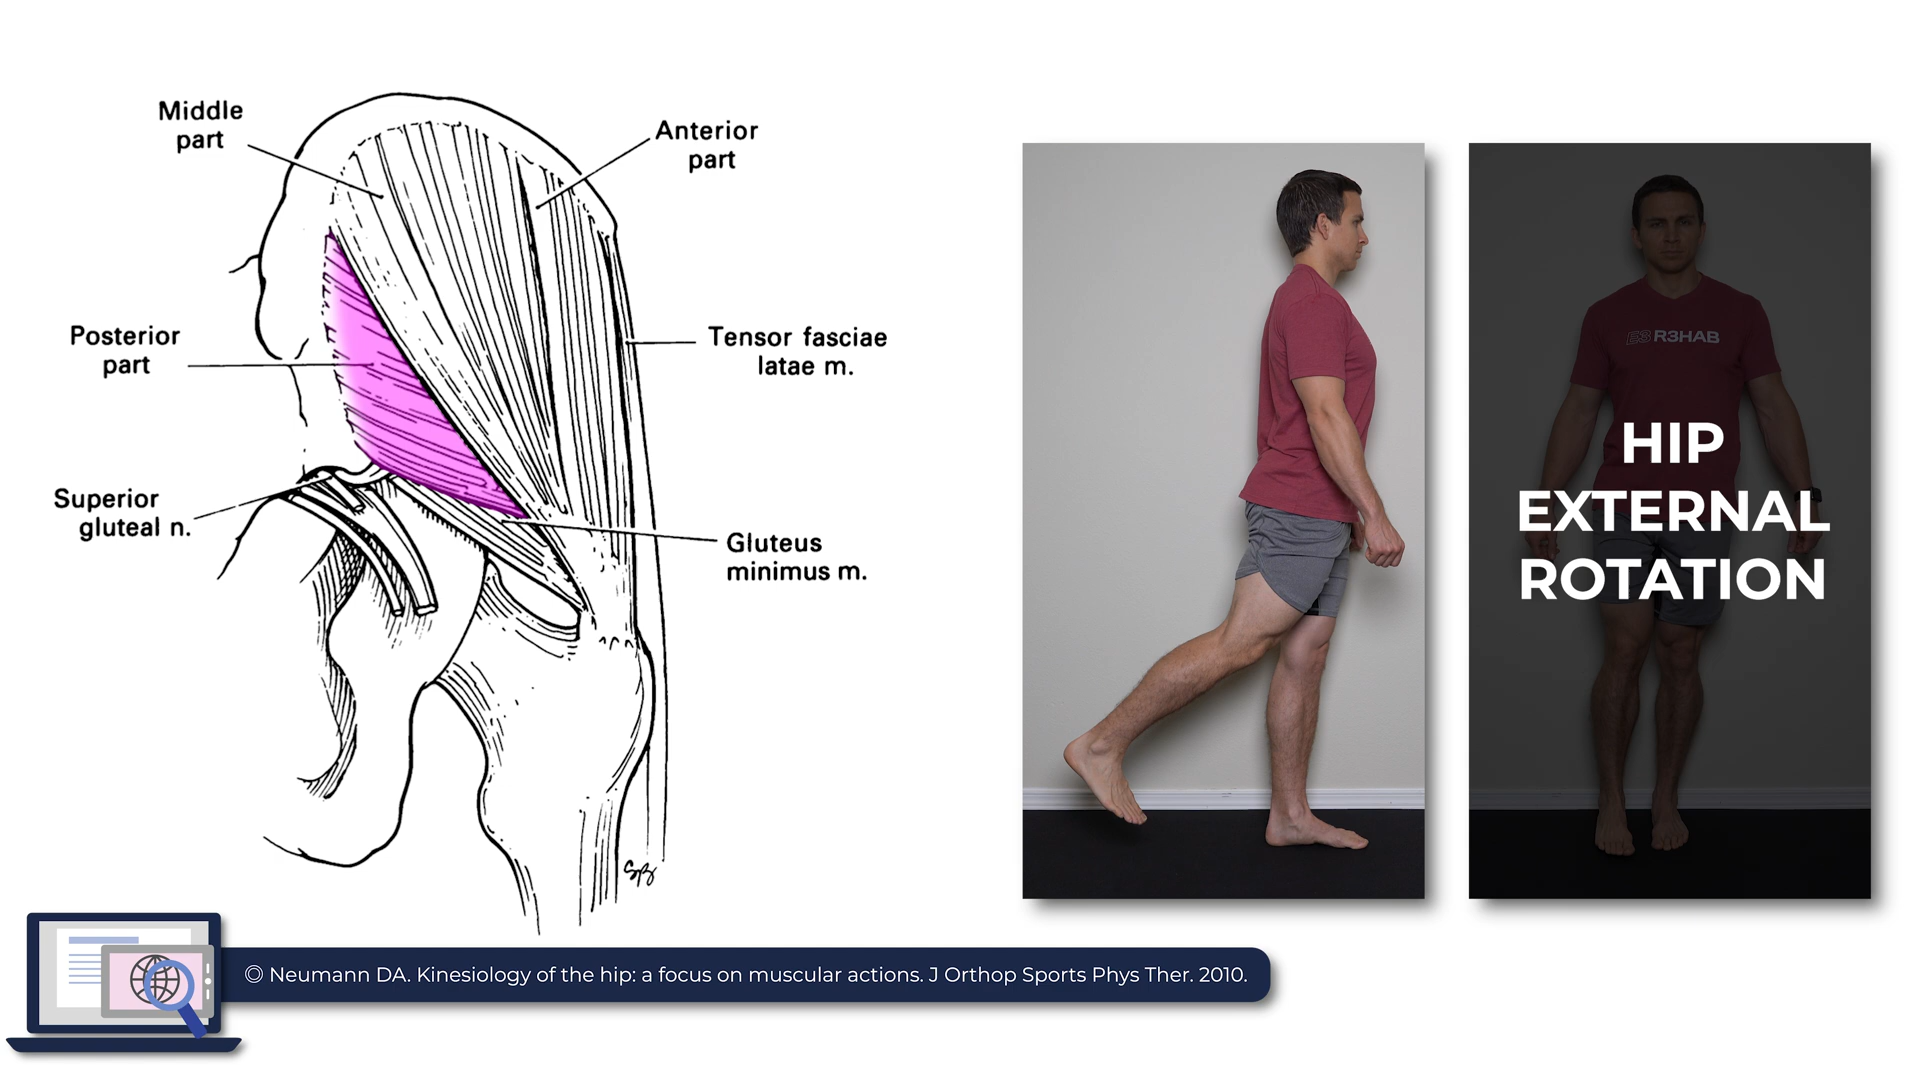 Middle
part
Anterior
part
Posterior
part
Tensor fasciae
latae m.
Superior
gluteal n.
Gluteus
minimus m.
E3 R3HAB
HIP
EXTERNAL
ROTATION
© Neumann DA. Kinesiology of the hip: a focus on muscular actions. J Orthop Sports Phys Ther. 2010.